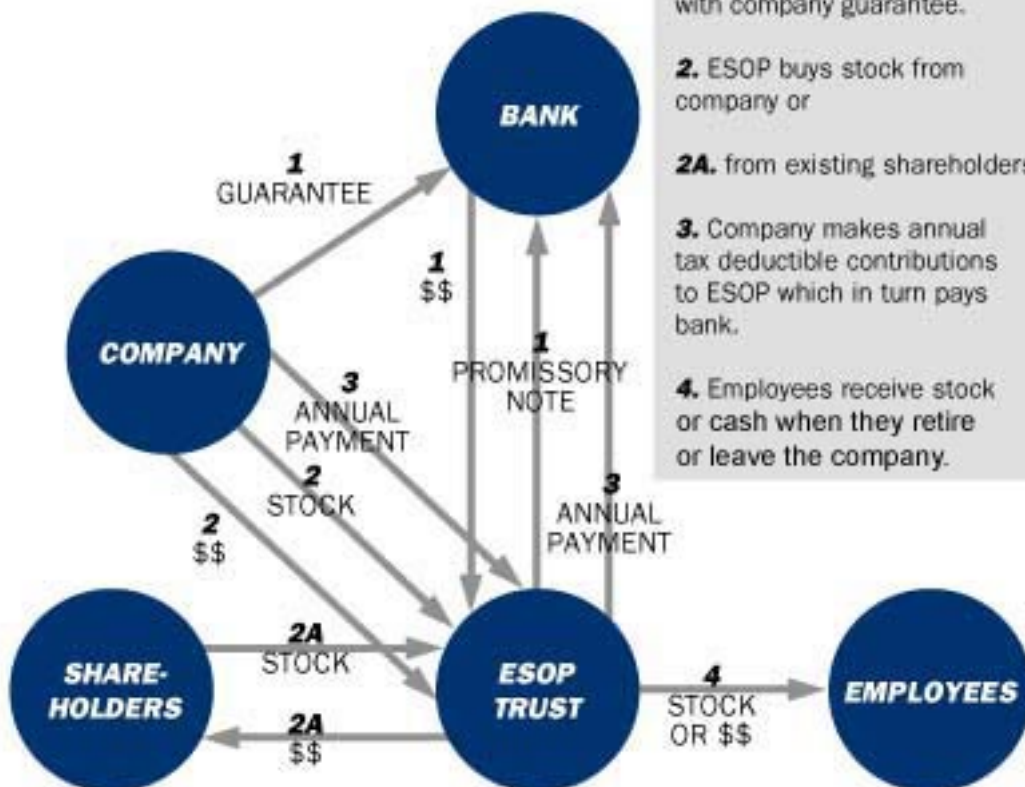 with company guarantee.
2. ESOP buys stock from
company or
2A. from existing shareholders
3. Company makes annual
tax deductible contributions
to ESOP which in turn pays
bank.
4. Employees receive stock
or cash when they retire
or leave the company.
BANK
1
GUARANTEE
1
$$
COMPANY
1
PROMISSORY
NOTE
3
ANNUAL
PAYMENT
2
STOCK
3
ANNUAL
PAYMENT
2
$$
2A
STOCK
SHARE-
HOLDERS
ESOP
TRUST
4
STOCK
OR $$
EMPLOYEES
2A
$$